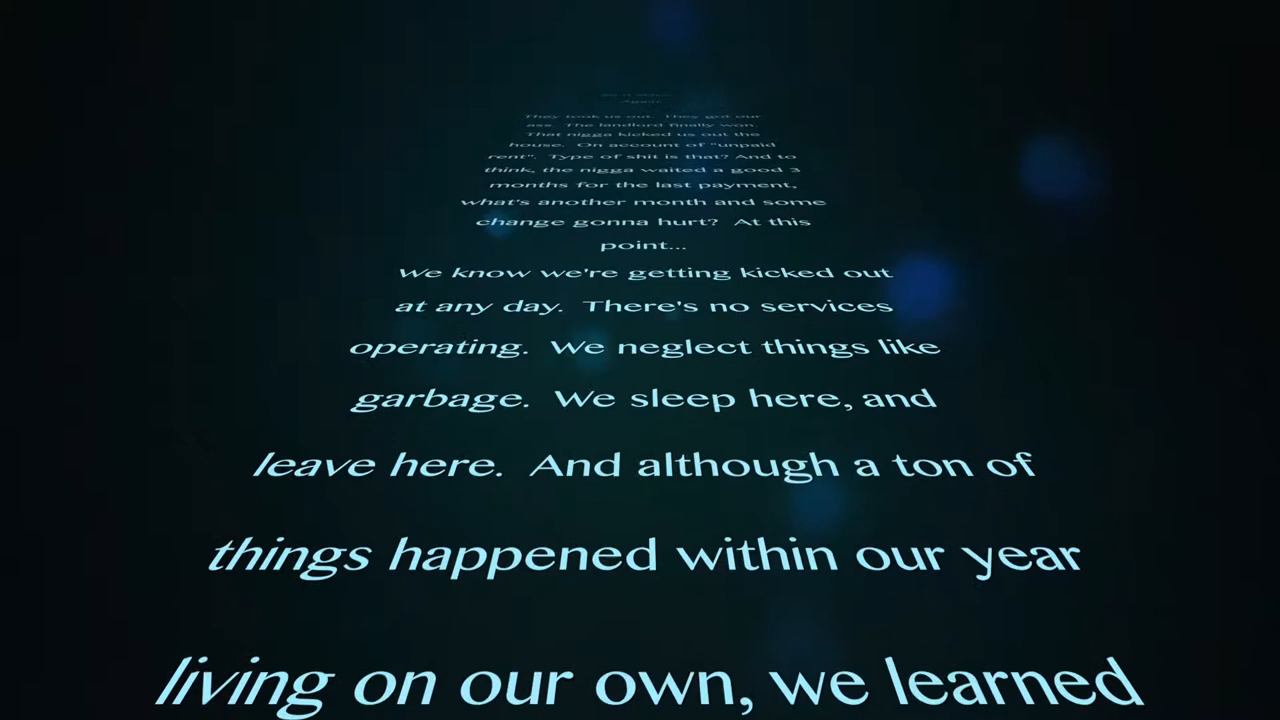 Again.
They took us out. They got our
ass. The landlord finally won.
That nigga kicked us out the
house. On account of "unpaid
rent". Type of shit is that? And to
think, the nigga waited a good 3
months for the last payment,
what's another month and some
change gonna hurt? At this
point...
We know we're getting kicked out
at any day. There's no services
operating. We neglect things like
garbage. We sleep here, and
leave here. And although a ton of
things happened within our year
living on our own, we learned